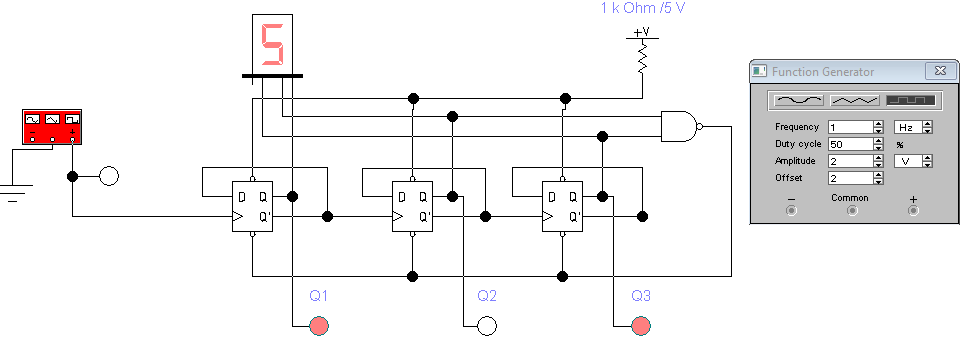 1 k Ohm /5 V
+V
5
D Q
Q'
D Q
Q'
D Q
Q'
Q1
Q2
Q3
− +
Function Generator
Frequency 1 Hz
Duty cycle 50 %
Amplitude 2 V
Offset 2
− Common +